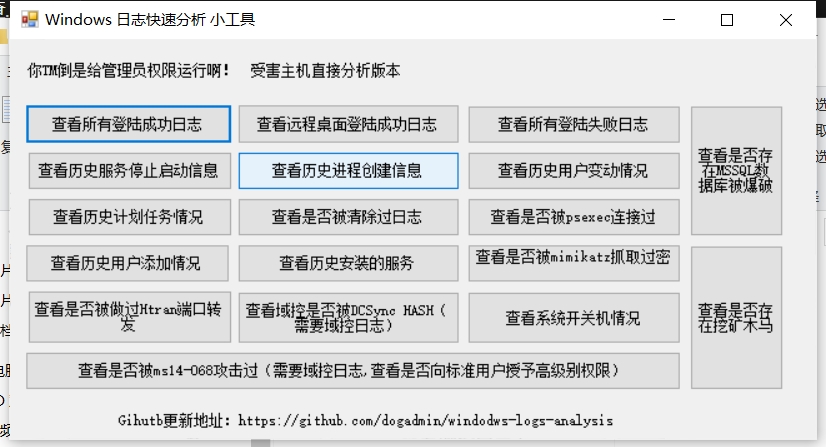 Windows 日志快速分析 小工具
你TM倒是给管理员权限运行啊! 受害主机直接分析版本
查看所有登陆成功日志
查看远程桌面登陆成功日志
查看所有登陆失败日志
查看是否存
在MSSQL数
据库被爆破
查看历史服务停止启动信息
查看历史进程创建信息
查看历史用户变动情况
查看历史计划任务情况
查看是否被清除过日志
查看是否被psexec连接过
查看历史用户添加情况
查看历史安装的服务
查看是否被mimikatz抓取过密
查看是否存
在挖矿木马
查看是否被做过Htran端口转
发
查看域控是否被DCSync HASH（
需要域控日志）
查看系统开关机情况
查看是否被ms14-068攻击过（需要域控日志,查看是否向标准用户授予高级别权限）
Gihutb更新地址：https://github.com/dogadmin/windodws-logs-analysis